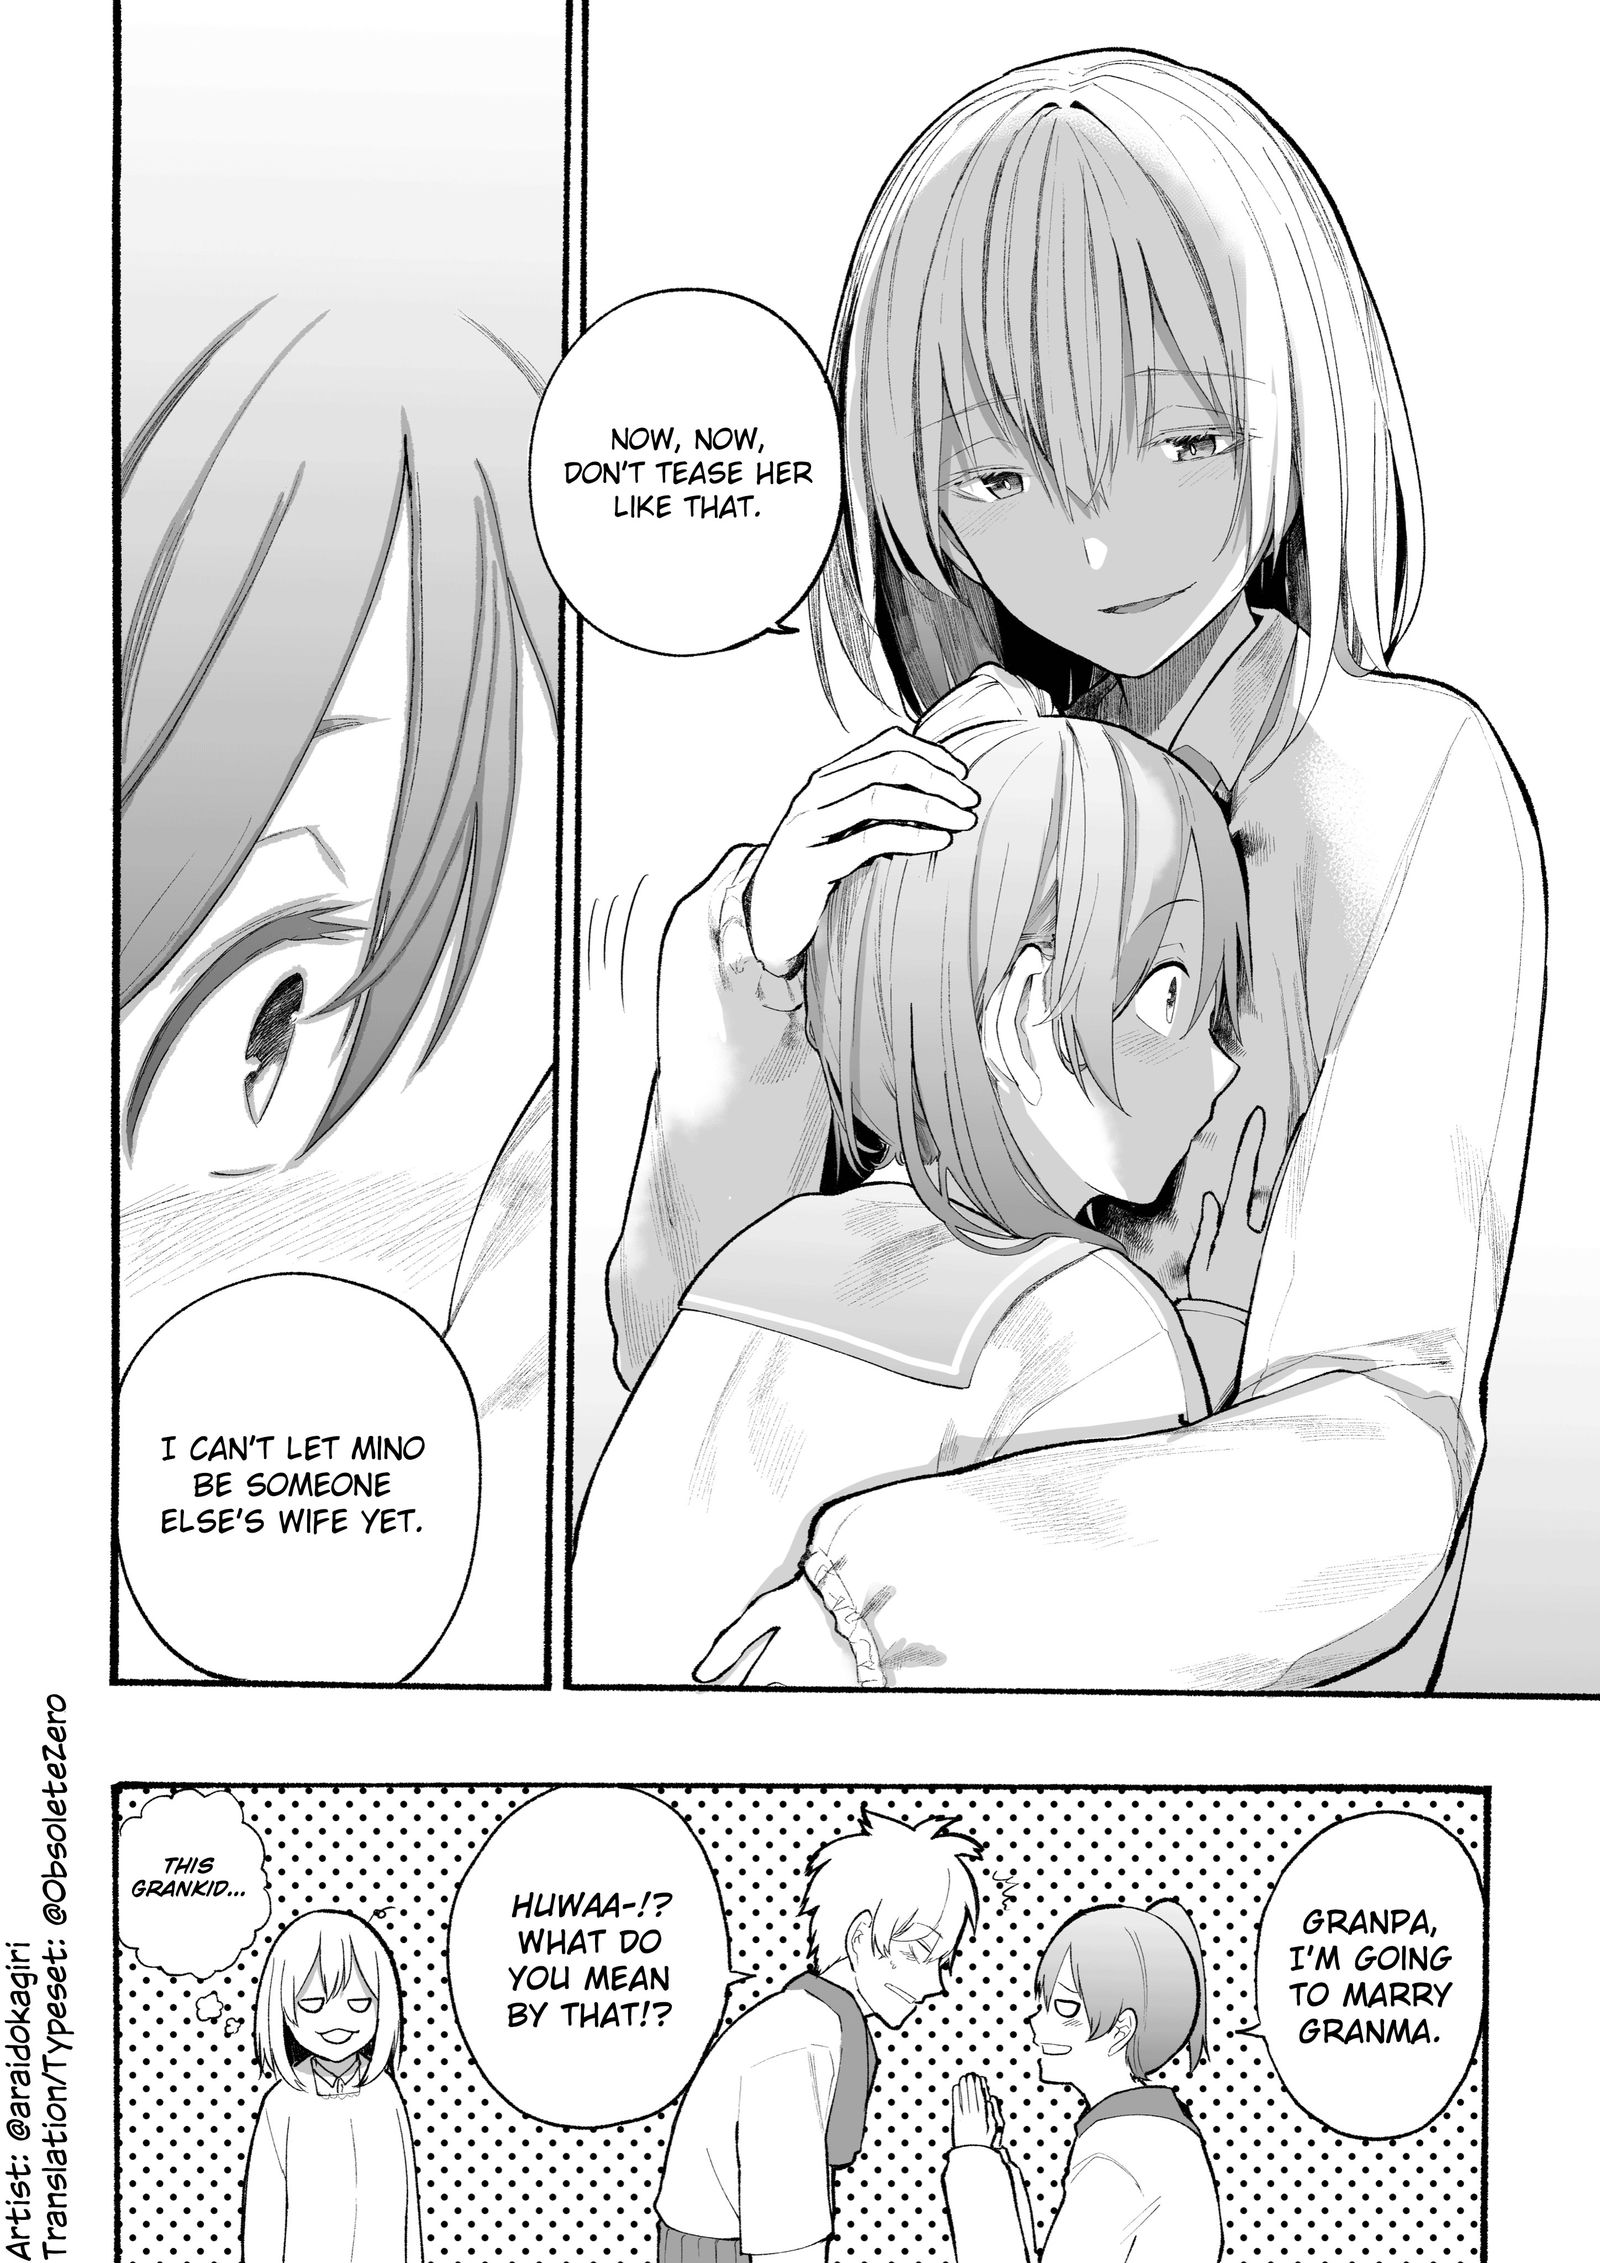 NOW, NOW,
DON'T TEASE HER
LIKE THAT.
I CAN'T LET MINO
BE SOMEONE
ELSE'S WIFE YET.
GRANPA,
I'M GOING
TO MARRY
GRANMA.
HUWAA-!?
WHAT DO
YOU MEAN
BY THAT!?
THIS
GRANKID...
Artist: @araidokagiri
Translation/Typeset: @ObsoleteZero